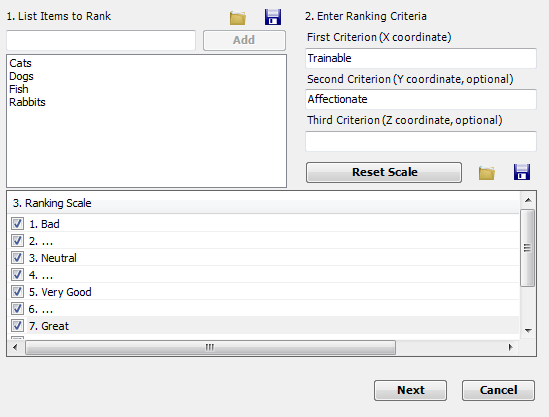 1. List Items to Rank
Add
Cats
Dogs
Fish
Rabbits
2. Enter Ranking Criteria
First Criterion (X coordinate)
Trainable
Second Criterion (Y coordinate, optional)
Affectionate
Third Criterion (Z coordinate, optional)
Reset Scale
3. Ranking Scale
1. Bad
2. ...
3. Neutral
4. ...
5. Very Good
6. ...
7. Great
Next
Cancel